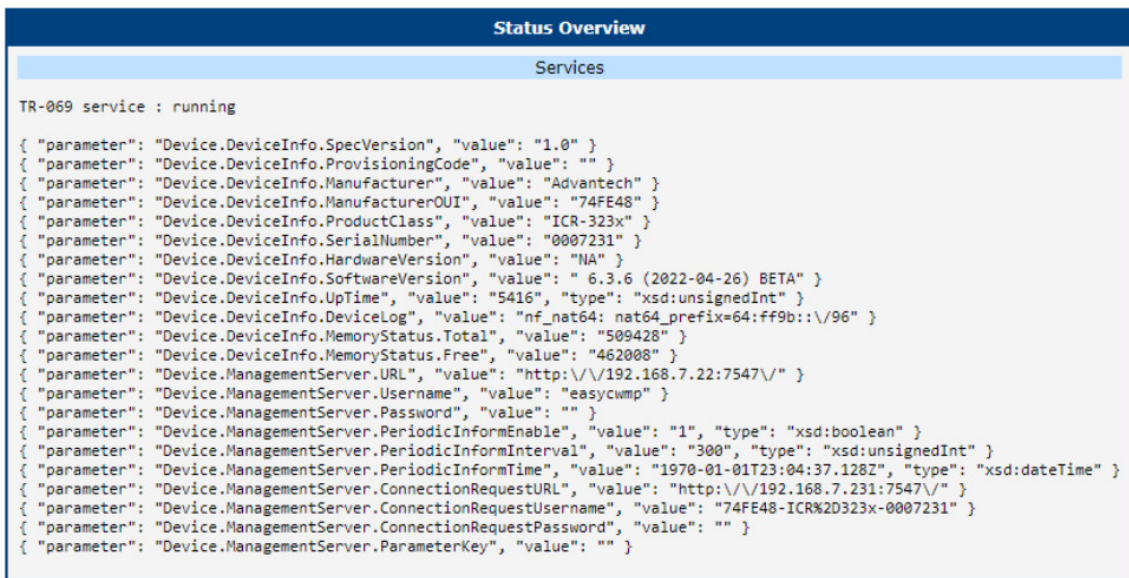 Status Overview
Services
TR-069 service : running
{ "parameter": "Device.DeviceInfo.SpecVersion", "value": "1.0" }
{ "parameter": "Device.DeviceInfo.ProvisioningCode", "value": "" }
{ "parameter": "Device.DeviceInfo.Manufacturer", "value": "Advantech" }
{ "parameter": "Device.DeviceInfo.ManufacturerOUI", "value": "74FE48" }
{ "parameter": "Device.DeviceInfo.ProductClass", "value": "ICR-323x" }
{ "parameter": "Device.DeviceInfo.SerialNumber", "value": "0007231" }
{ "parameter": "Device.DeviceInfo.HardwareVersion", "value": "NA" }
{ "parameter": "Device.DeviceInfo.SoftwareVersion", "value": " 6.3.6 (2022-04-26) BETA" }
{ "parameter": "Device.DeviceInfo.UpTime", "value": "5416", "type": "xsd:unsignedInt" }
{ "parameter": "Device.DeviceInfo.DeviceLog", "value": "nf_nat64: nat64_prefix=64:ff9b::\/96" }
{ "parameter": "Device.DeviceInfo.MemoryStatus.Total", "value": "509428" }
{ "parameter": "Device.DeviceInfo.MemoryStatus.Free", "value": "462008" }
{ "parameter": "Device.ManagementServer.URL", "value": "http:\/\/192.168.7.22:7547\/" }
{ "parameter": "Device.ManagementServer.Username", "value": "easycwmp" }
{ "parameter": "Device.ManagementServer.Password", "value": "" }
{ "parameter": "Device.ManagementServer.PeriodicInformEnable", "value": "1", "type": "xsd:boolean" }
{ "parameter": "Device.ManagementServer.PeriodicInformInterval", "value": "300", "type": "xsd:unsignedInt" }
{ "parameter": "Device.ManagementServer.PeriodicInformTime", "value": "1970-01-01T23:04:37.128Z", "type": "xsd:dateTime" }
{ "parameter": "Device.ManagementServer.ConnectionRequestURL", "value": "http:\/\/192.168.7.231:7547\/" }
{ "parameter": "Device.ManagementServer.ConnectionRequestUsername", "value": "74FE48-ICR%2D323x-0007231" }
{ "parameter": "Device.ManagementServer.ConnectionRequestPassword", "value": "" }
{ "parameter": "Device.ManagementServer.ParameterKey", "value": "" }